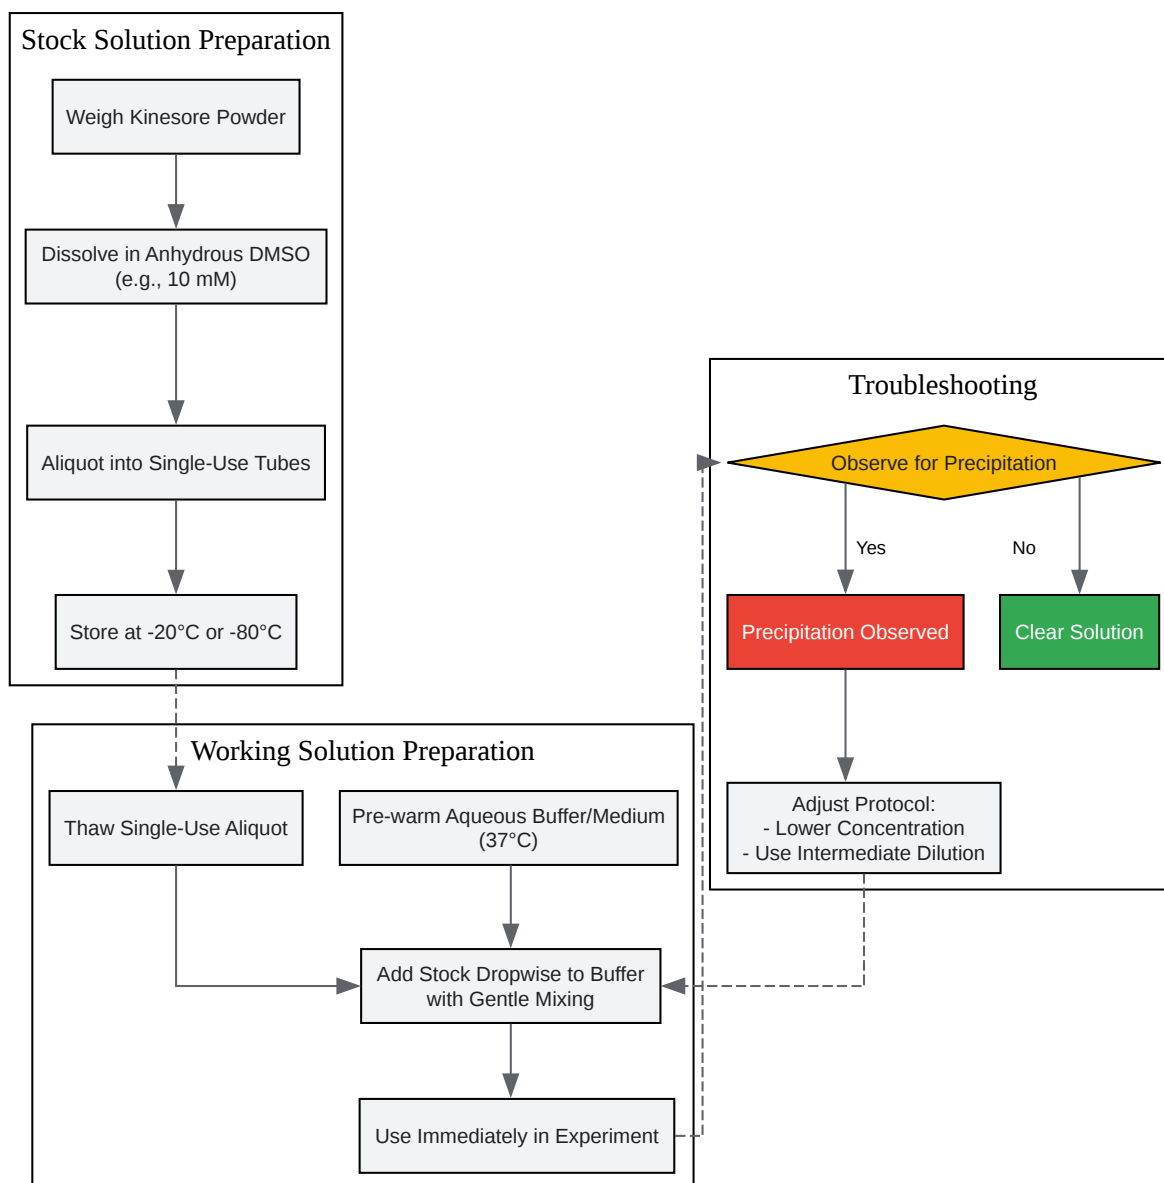 Stock Solution Preparation
Weigh Kinesore Powder
Dissolve in Anhydrous DMSO
(e.g., 10 mM)
Aliquot into Single-Use Tubes
Store at -20°C or -80°C
Working Solution Preparation
Thaw Single-Use Aliquot
Pre-warm Aqueous Buffer/Medium
(37°C)
Add Stock Dropwise to Buffer
with Gentle Mixing
Use Immediately in Experiment
Troubleshooting
Observe for Precipitation
Yes
No
Precipitation Observed
Clear Solution
Adjust Protocol:
- Lower Concentration
- Use Intermediate Dilution